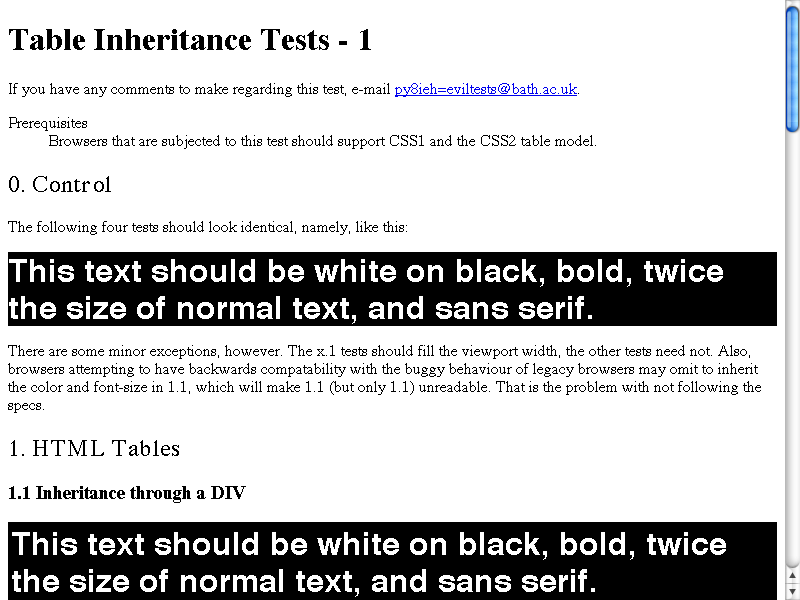 Table Inheritance Tests - 1
If you have any comments to make regarding this test, e-mail py8ieh=eviltests@bath.ac.uk.
Prerequisites
Browsers that are subjected to this test should support CSS1 and the CSS2 table model.
0. Control
The following four tests should look identical, namely, like this:
This text should be white on black, bold, twice
the size of normal text, and sans serif.
There are some minor exceptions, however. The x.1 tests should fill the viewport width, the other tests need not. Also,
browsers attempting to have backwards compatability with the buggy behaviour of legacy browsers may omit to inherit
the color and font-size in 1.1, which will make 1.1 (but only 1.1) unreadable. That is the problem with not following the
specs.
1. HTML Tables
1.1 Inheritance through a DIV
This text should be white on black, bold, twice
the size of normal text, and sans serif.